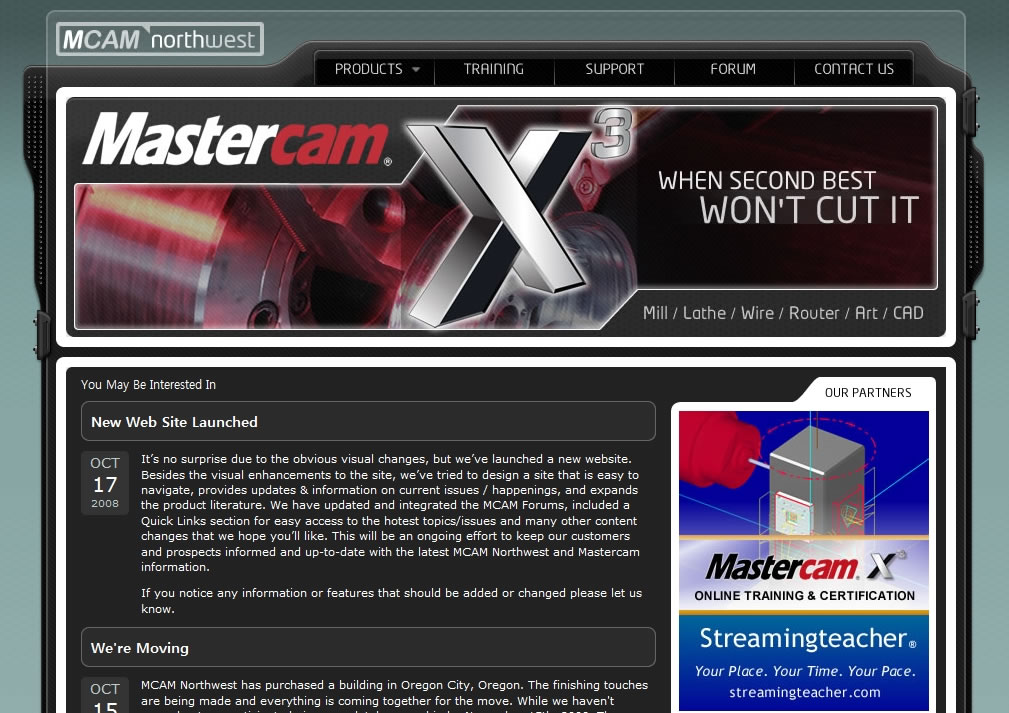 MCAM northwest
PRODUCTS TRAINING SUPPORT FORUM CONTACT US
Mastercam® X3
WHEN SECOND BEST
WON'T CUT IT
Mill / Lathe / Wire / Router / Art / CAD
You May Be Interested In
New Web Site Launched
OCT
17
2008
It’s no surprise due to the obvious visual changes, but we’ve launched a new website.
Besides the visual enhancements to the site, we’ve tried to design a site that is easy to
navigate, provides updates & information on current issues / happenings, and expands
the product literature. We have updated and integrated the MCAM Forums, included a
Quick Links section for easy access to the hotest topics/issues and many other content
changes that we hope you’ll like. This will be an ongoing effort to keep our customers
and prospects informed and up-to-date with the latest MCAM Northwest and Mastercam
information.
If you notice any information or features that should be added or changed please let us
know.
We're Moving
OCT
15
MCAM Northwest has purchased a building in Oregon City, Oregon. The finishing touches
are being made and everything is coming together for the move. While we haven't
OUR PARTNERS
Mastercam® X3
ONLINE TRAINING & CERTIFICATION
Streamingteacher®
Your Place. Your Time. Your Pace.
streamingteacher.com